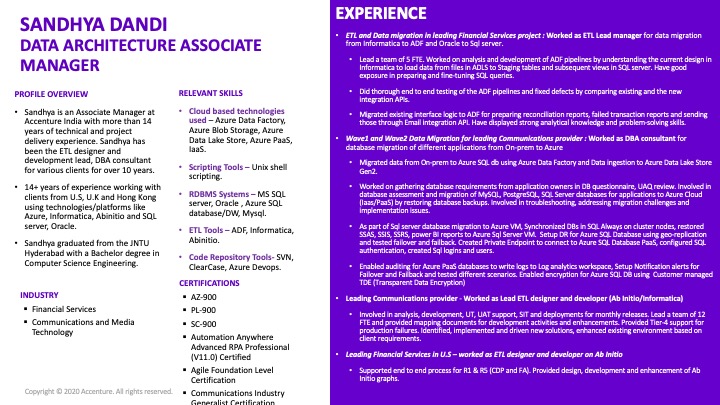 SANDHYA DANDI
DATA ARCHITECTURE ASSOCIATE
MANAGER
PROFILE OVERVIEW
• Sandhya is an Associate Manager at
Accenture India with more than 14
years of technical and project
delivery experience. Sandhya has
been the ETL designer and
development lead, DBA consultant
for various clients for over 10 years.
• 14+ years of experience working with
clients from U.S, U.K and Hong Kong
using technologies/platforms like
Azure, Informatica, Abinitio and SQL
server, Oracle.
• Sandhya graduated from the JNTU
Hyderabad with a Bachelor degree in
Computer Science Engineering.
INDUSTRY
▪ Financial Services
▪ Communications and Media
Technology
Copyright © 2020 Accenture. All rights reserved.
RELEVANT SKILLS
• Cloud based technologies
used – Azure Data Factory,
Azure Blob Storage, Azure
Data Lake Store, Azure PaaS,
IaaS.
• Scripting Tools – Unix shell
scripting.
• RDBMS Systems – MS SQL
server, Oracle , Azure SQL
database/DW, Mysql.
• ETL Tools – ADF, Informatica,
Abinitio.
• Code Repository Tools- SVN,
ClearCase, Azure Devops.
CERTIFICATIONS
▪ AZ-900
▪ PL-900
▪ SC-900
▪ Automation Anywhere
Advanced RPA Professional
(V11.0) Certified
▪ Agile Foundation Level
Certification
▪ Communications Industry
Generalist Certification
EXPERIENCE
• ETL and Data migration in leading Financial Services project : Worked as ETL Lead manager for data migration
from Informatica to ADF and Oracle to Sql server.
• Lead a team of 5 FTE. Worked on analysis and development of ADF pipelines by understanding the current design in
Informatica to load data from files in ADLS to Staging tables and subsequent views in SQL server. Have good
exposure in preparing and fine-tuning SQL queries.
• Did thorough end to end testing of the ADF pipelines and fixed defects by comparing existing and the new
integration APIs.
• Migrated existing interface logic to ADF for preparing reconciliation reports, failed transaction reports and sending
those through Email integration API. Have displayed strong analytical knowledge and problem-solving skills.
• Wave1 and Wave2 Data Migration for leading Communications provider : Worked as DBA consultant for
database migration of different applications from On-prem to Azure
• Migrated data from On-prem to Azure SQL db using Azure Data Factory and Data ingestion to Azure Data Lake Store
Gen2.
• Worked on gathering database requirements from application owners in DB questionnaire, UAQ review. Involved in
database assessment and migration of MySQL, PostgreSQL, SQL Server databases for applications to Azure Cloud
(Iaas/PaaS) by restoring database backups. Involved in troubleshooting, addressing migration challenges and
implementation issues.
• As part of Sql server database migration to Azure VM, Synchronized DBs in SQL Always on cluster nodes, restored
SSAS, SSIS, SSRS, power BI reports to Azure Sql Server VM. Setup DR for Azure SQL Database using geo-replication
and tested failover and failback. Created Private Endpoint to connect to Azure SQL Database PaaS, configured SQL
authentication, created Sql logins and users.
• Enabled auditing for Azure PaaS databases to write logs to Log analytics workspace, Setup Notification alerts for
Failover and Failback and tested different scenarios. Enabled encryption for Azure SQL DB using Customer managed
TDE (Transparent Data Encryption)
• Leading Communications provider - Worked as Lead ETL designer and developer (Ab Initio/Informatica)
• Involved in analysis, development, UT, UAT support, SIT and deployments for monthly releases. Lead a team of 12
FTE and provided mapping documents for development activities and enhancements. Provided Tier-4 support for
production failures. Identified, implemented and driven new solutions, enhanced existing environment based on
client requirements.
• Leading Financial Services in U.S – worked as ETL designer and developer on Ab Initio
• Supported end to end process for R1 & R5 (CDP and FA). Provided design, development and enhancement of Ab
Initio graphs.